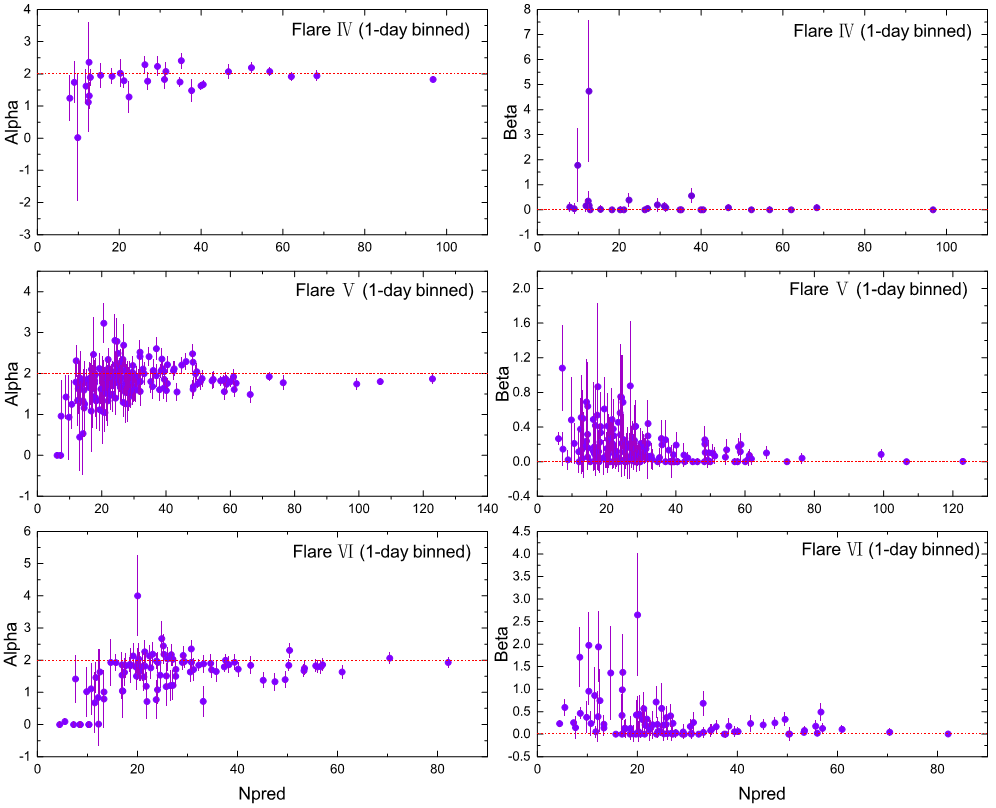 Flare Ⅳ (1-day binned)
Alpha
4
3
2
1
0
-1
-2
-3
0 20 40 60 80 100
Flare Ⅳ (1-day binned)
Beta
8
7
6
5
4
3
2
1
0
-1
0 20 40 60 80 100
Flare Ⅴ (1-day binned)
Alpha
4
3
2
1
0
-1
0 20 40 60 80 100 120 140
Flare Ⅴ (1-day binned)
Beta
2.0
1.6
1.2
0.8
0.4
0.0
-0.4
0 20 40 60 80 100 120
Flare Ⅵ (1-day binned)
Alpha
6
5
4
3
2
1
0
-1
0 20 40 60 80
Npred
Flare Ⅵ (1-day binned)
Beta
4.5
4.0
3.5
3.0
2.5
2.0
1.5
1.0
0.5
0.0
-0.5
0 20 40 60 80
Npred